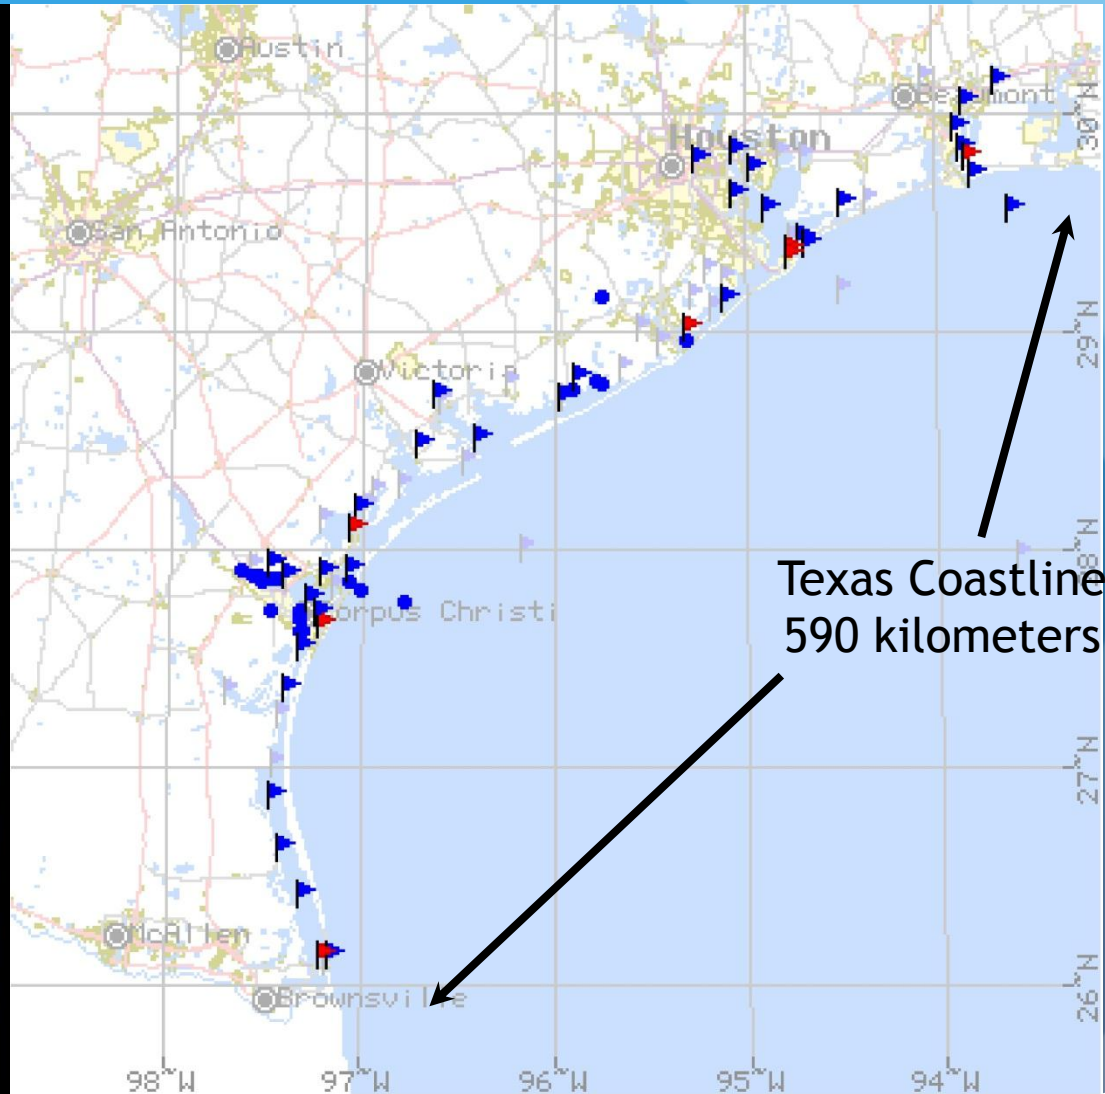 Austin
Beaumont
30°N
Houston
San Antonio
29°N
Victoria
28°N
Texas Coastline
590 kilometers
Corpus Christi
27°N
McAllen
26°N
Brownsville
98°W 97°W 96°W 95°W 94°W